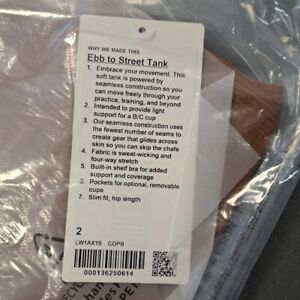 WHY WE MADE THIS
Ebb to Street Tank
1. Embrace your movement. This
soft tank is powered by
seamless construction so you
can move freely through your
practice, training, and beyond
2. Intended to provide light
support for a B/C cup
3. Our seamless construction uses
the fewest number of seams to
create gear that glides across
skin so you can skip the chafe
4. Fabric is sweat-wicking and
four-way stretch
5. Built-in shelf bra for added
support and coverage
6. Pockets for optional, removable
cups
7. Slim fit, hip length
2
LW1AX1S COPB
000136250614